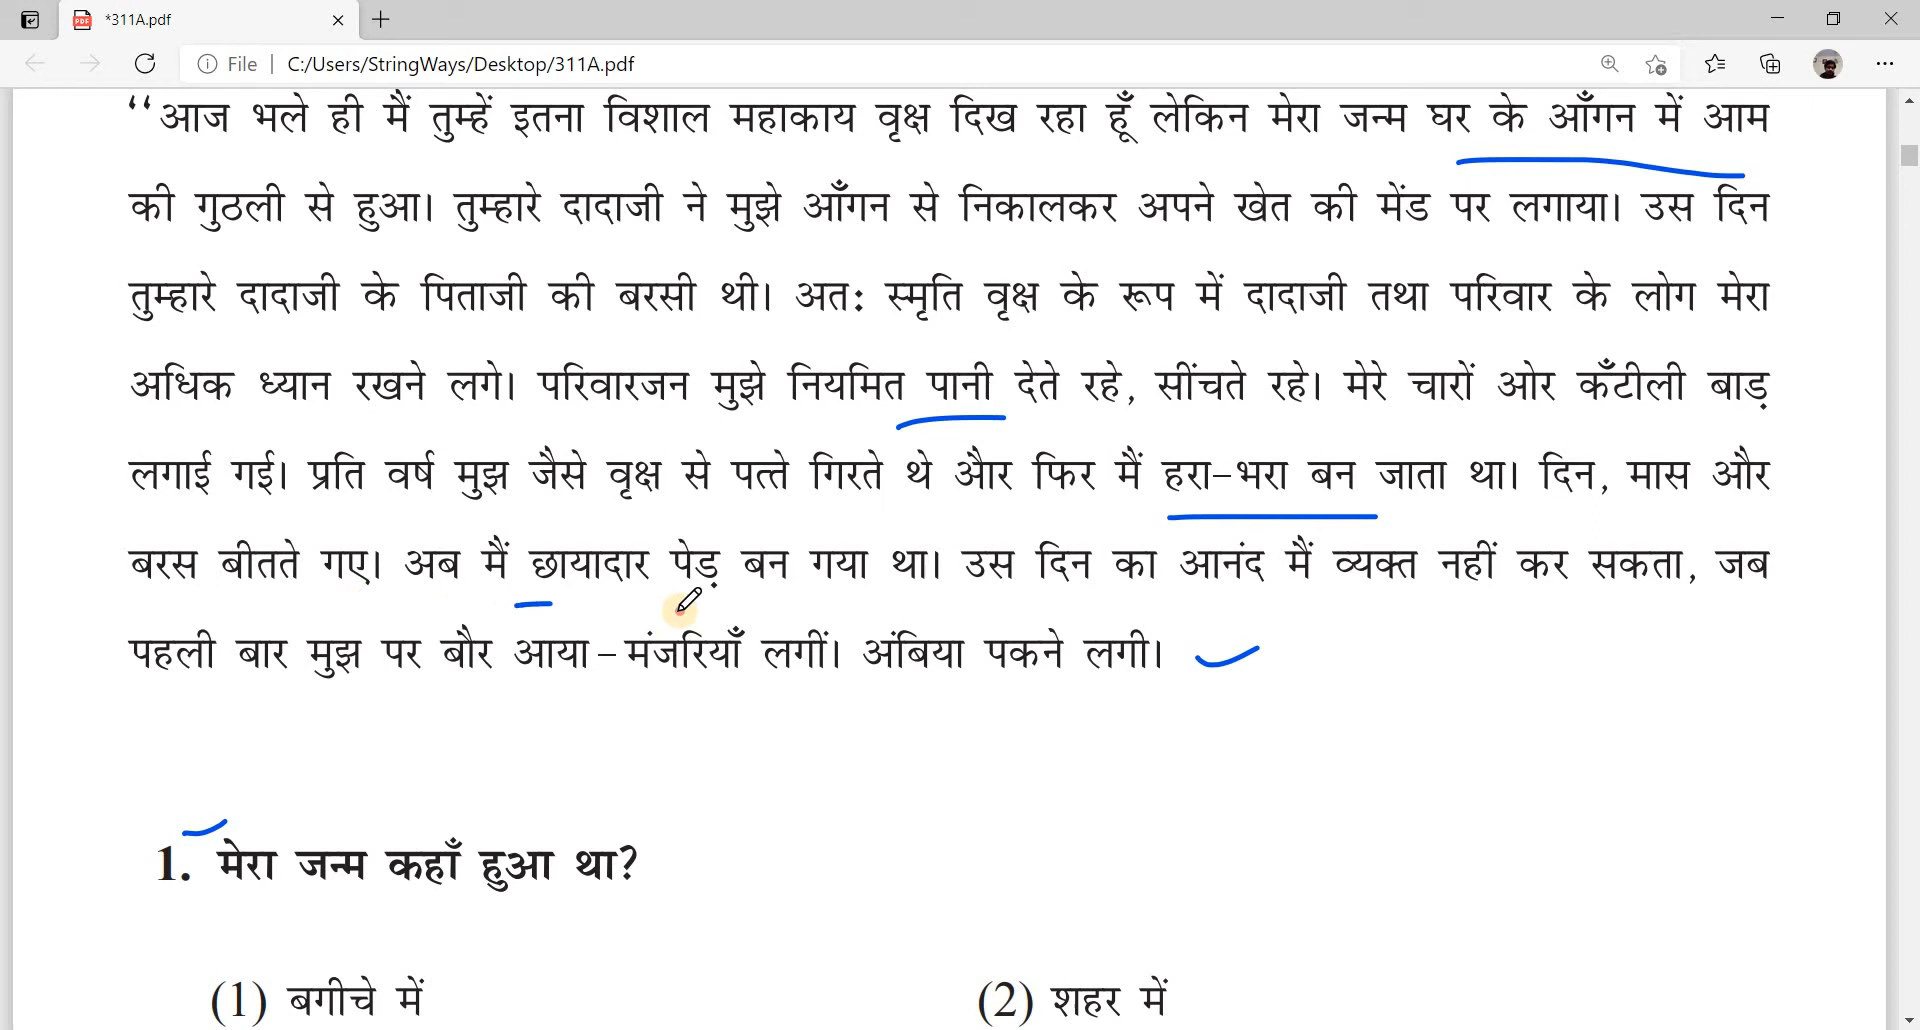 *311A.pdf
File | C:/Users/StringWays/Desktop/311A.pdf
“आज भले ही मैं तुम्हें इतना विशाल महाकाय वृक्ष दिख रहा हूँ लेकिन मेरा जन्म घर के आँगन में आम
की गुठली से हुआ। तुम्हारे दादाजी ने मुझे आँगन से निकालकर अपने खेत की मेंड पर लगाया। उस दिन
तुम्हारे दादाजी के पिताजी की बरसी थी। अतः स्मृति वृक्ष के रूप में दादाजी तथा परिवार के लोग मेरा
अधिक ध्यान रखने लगे। परिवारजन मुझे नियमित पानी देते रहे, सींचते रहे। मेरे चारों ओर कँटीली बाड़
लगाई गई। प्रति वर्ष मुझ जैसे वृक्ष से पत्ते गिरते थे और फिर मैं हरा-भरा बन जाता था। दिन, मास और
बरस बीतते गए। अब मैं छायादार पेड़ बन गया था। उस दिन का आनंद मैं व्यक्त नहीं कर सकता, जब
पहली बार मुझ पर बौर आया-मंजरियाँ लगीं। अंबिया पकने लगी।
1. मेरा जन्म कहाँ हुआ था?
(1) बगीचे में (2) शहर में